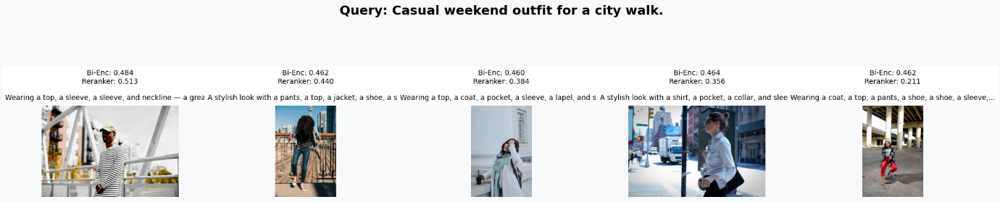 Query: Casual weekend outfit for a city walk.
Bi-Enc: 0.484
Reranker: 0.513
Wearing a top, a sleeve, a sleeve, and neckline — a grea
Bi-Enc: 0.462
Reranker: 0.440
A stylish look with a pants, a top, a jacket, a shoe, a s
Bi-Enc: 0.460
Reranker: 0.384
Wearing a top, a coat, a pocket, a sleeve, a lapel, and s
Bi-Enc: 0.464
Reranker: 0.356
A stylish look with a shirt, a pocket, a collar, and slee
Bi-Enc: 0.462
Reranker: 0.211
Wearing a coat, a top, a pants, a shoe, a shoe, a sleeve,...